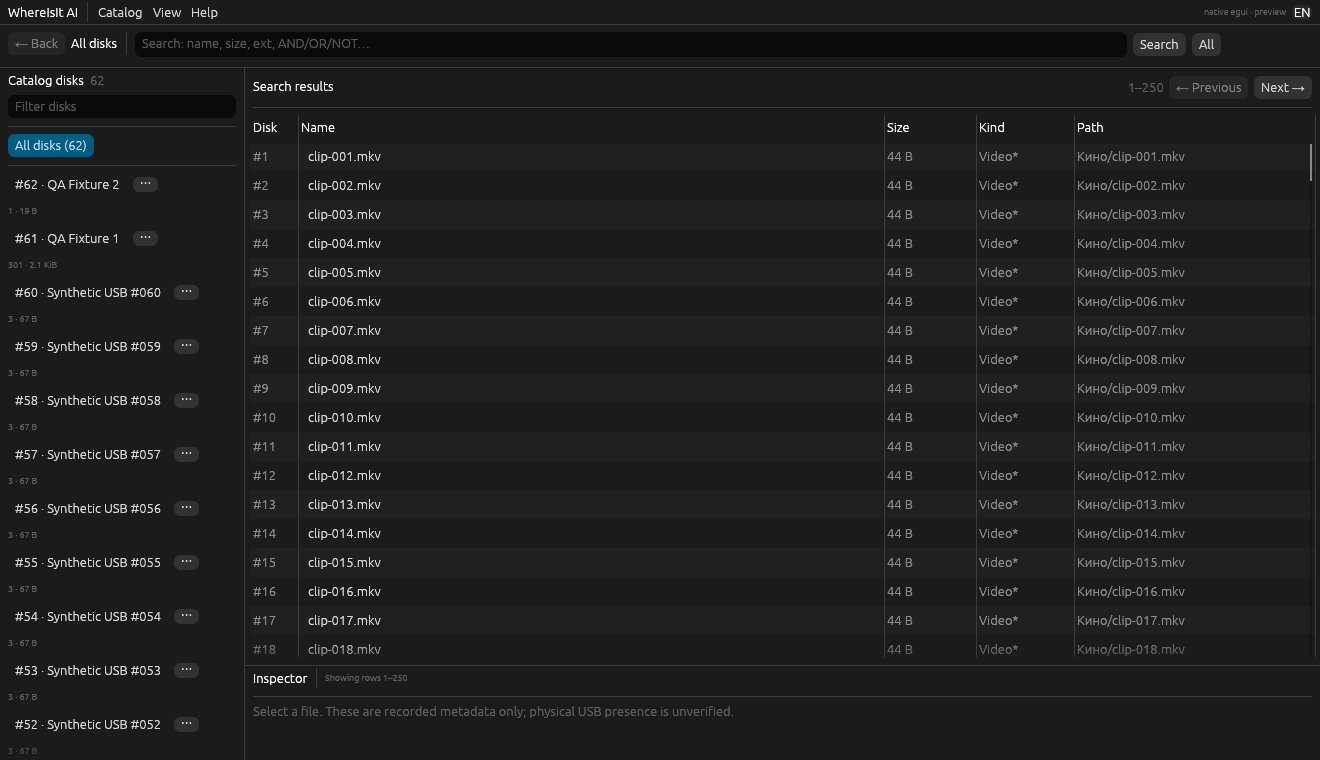 WhereIsIt AI Catalog View Help native egui · preview EN
← Back All disks Search: name, size, ext, AND/OR/NOT… Search All
Catalog disks 62
Filter disks
All disks (62)
#62 · QA Fixture 2 ···
1 · 19 B
#61 · QA Fixture 1 ···
301 · 2.1 KiB
#60 · Synthetic USB #060 ···
3 · 67 B
#59 · Synthetic USB #059 ···
3 · 67 B
#58 · Synthetic USB #058 ···
3 · 67 B
#57 · Synthetic USB #057 ···
3 · 67 B
#56 · Synthetic USB #056 ···
3 · 67 B
#55 · Synthetic USB #055 ···
3 · 67 B
#54 · Synthetic USB #054 ···
3 · 67 B
#53 · Synthetic USB #053 ···
3 · 67 B
#52 · Synthetic USB #052 ···
3 · 67 B
Search results 1–250 ← Previous Next →
Disk Name Size Kind Path
#1 clip-001.mkv 44 B Video* Кино/clip-001.mkv
#2 clip-002.mkv 44 B Video* Кино/clip-002.mkv
#3 clip-003.mkv 44 B Video* Кино/clip-003.mkv
#4 clip-004.mkv 44 B Video* Кино/clip-004.mkv
#5 clip-005.mkv 44 B Video* Кино/clip-005.mkv
#6 clip-006.mkv 44 B Video* Кино/clip-006.mkv
#7 clip-007.mkv 44 B Video* Кино/clip-007.mkv
#8 clip-008.mkv 44 B Video* Кино/clip-008.mkv
#9 clip-009.mkv 44 B Video* Кино/clip-009.mkv
#10 clip-010.mkv 44 B Video* Кино/clip-010.mkv
#11 clip-011.mkv 44 B Video* Кино/clip-011.mkv
#12 clip-012.mkv 44 B Video* Кино/clip-012.mkv
#13 clip-013.mkv 44 B Video* Кино/clip-013.mkv
#14 clip-014.mkv 44 B Video* Кино/clip-014.mkv
#15 clip-015.mkv 44 B Video* Кино/clip-015.mkv
#16 clip-016.mkv 44 B Video* Кино/clip-016.mkv
#17 clip-017.mkv 44 B Video* Кино/clip-017.mkv
#18 clip-018.mkv 44 B Video* Кино/clip-018.mkv
Inspector Showing rows 1–250
Select a file. These are recorded metadata only; physical USB presence is unverified.